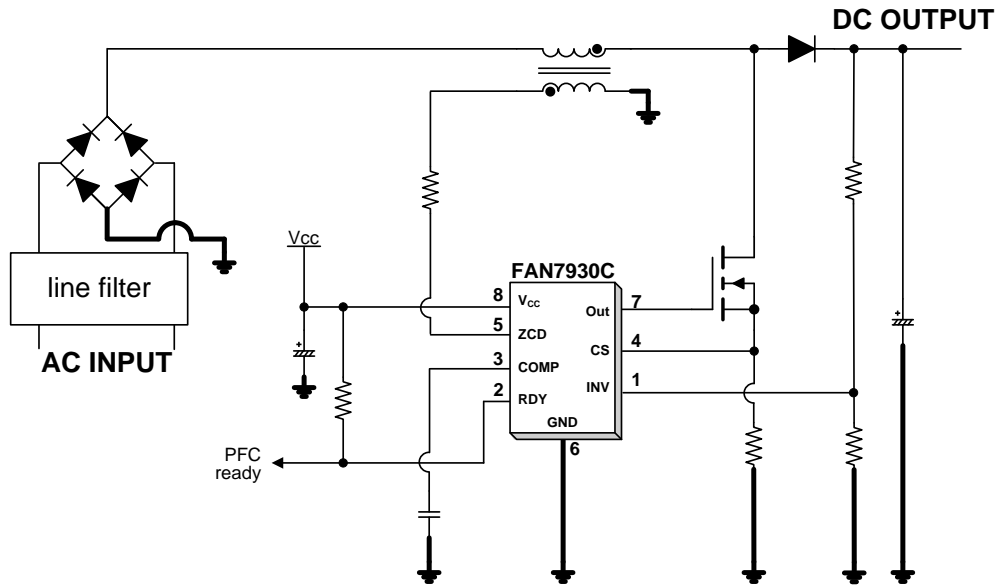 DC OUTPUT
line filter
AC INPUT
Vcc
FAN7930C
8
VCC
5
ZCD
3
COMP
2
RDY
Out
7
CS
4
INV
1
GND
6
PFC
ready
+
+